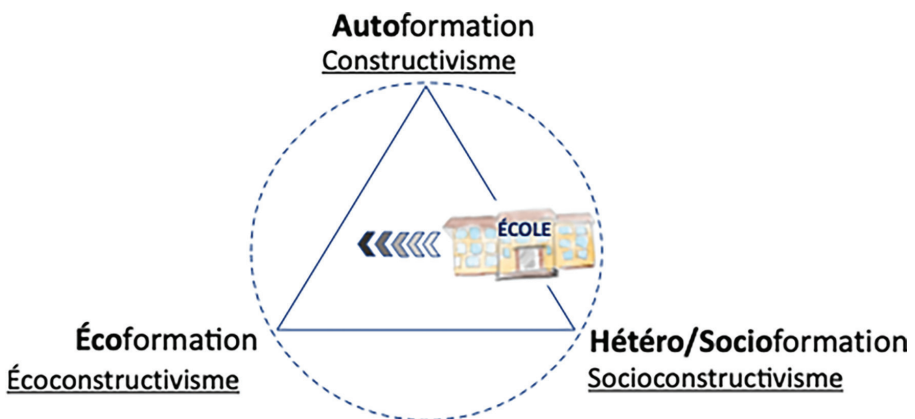 Autoformation
Constructivisme
ÉCOLE
Écoformation
Écoconstructivisme
Hétéro/Socioformation
Socioconstructivisme